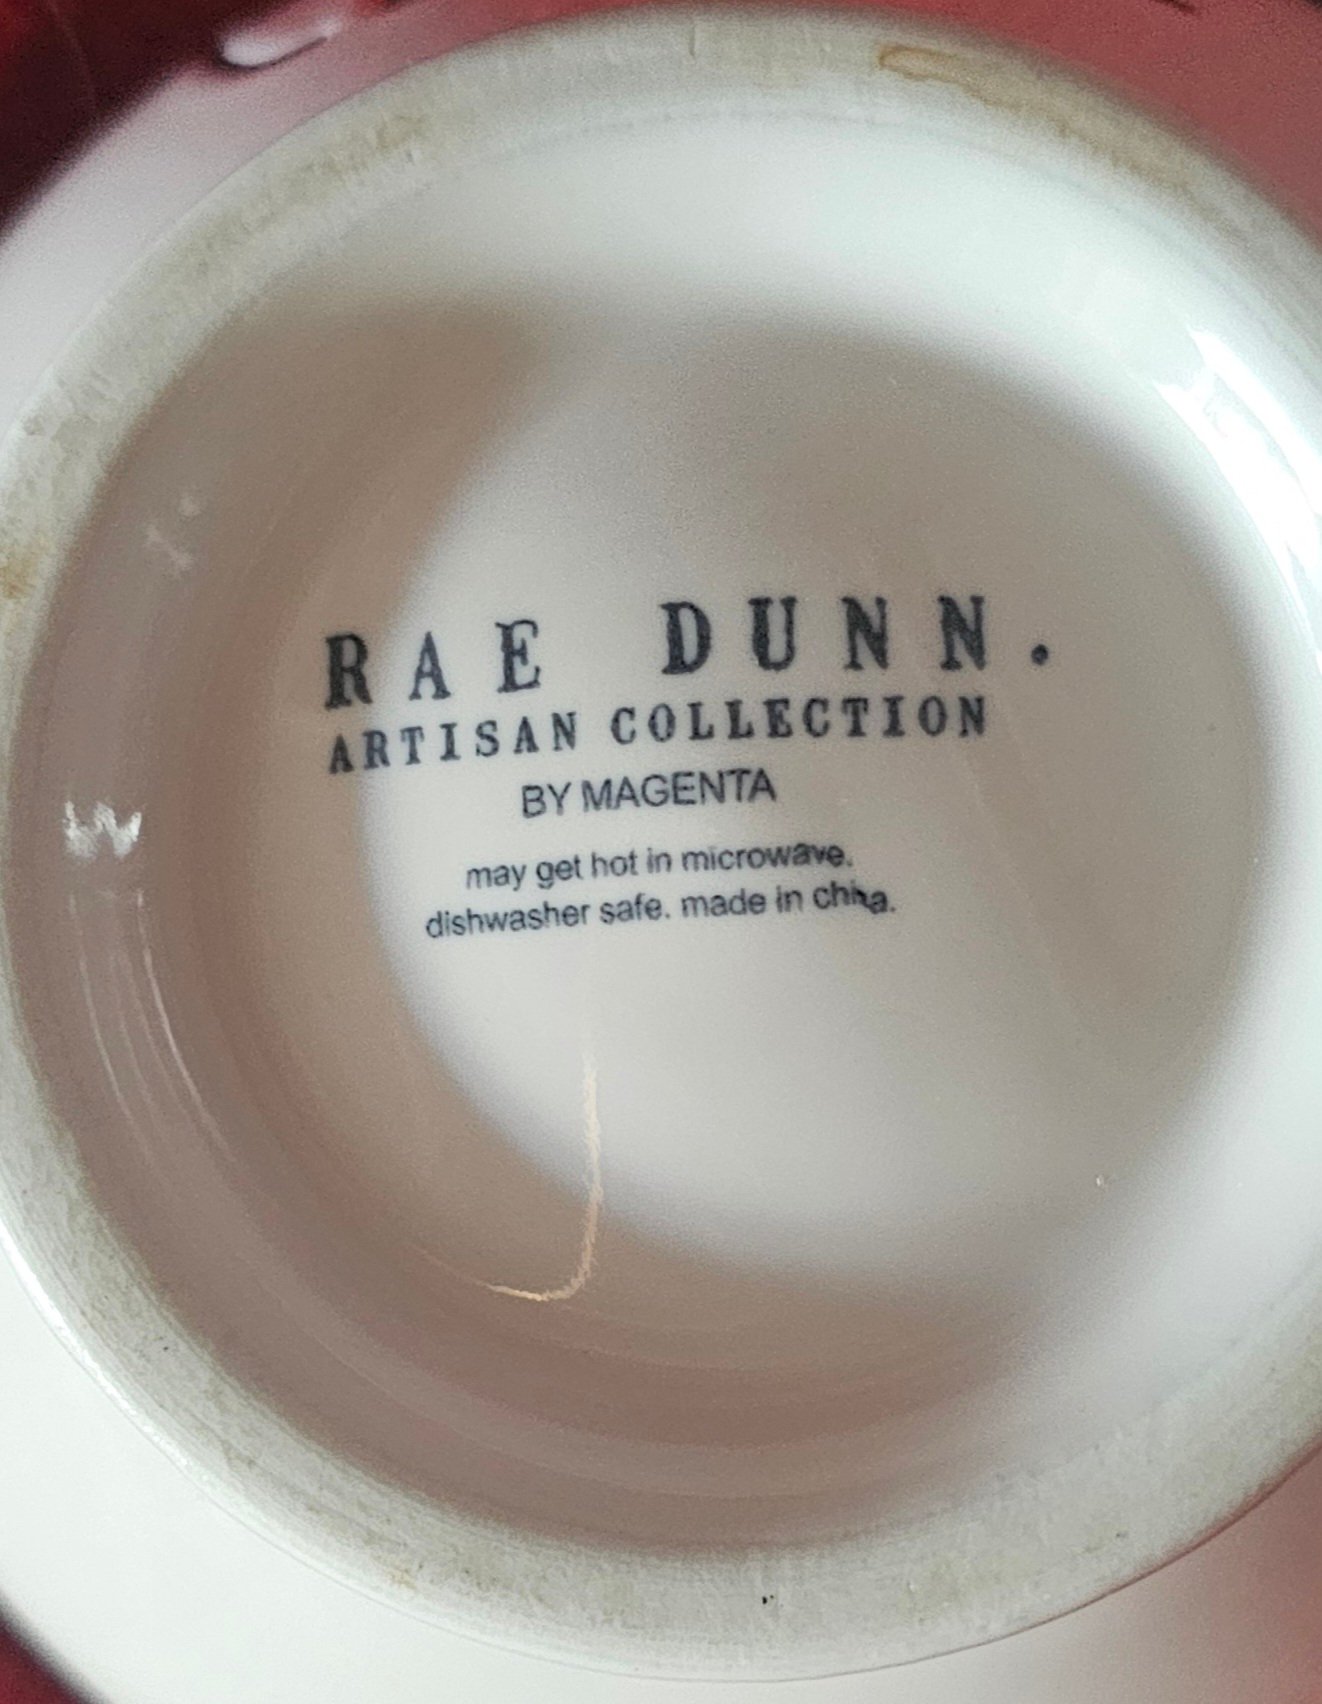 RAE DUNN.
ARTISAN COLLECTION
BY MAGENTA
may get hot in microwave.
dishwasher safe. made in china.